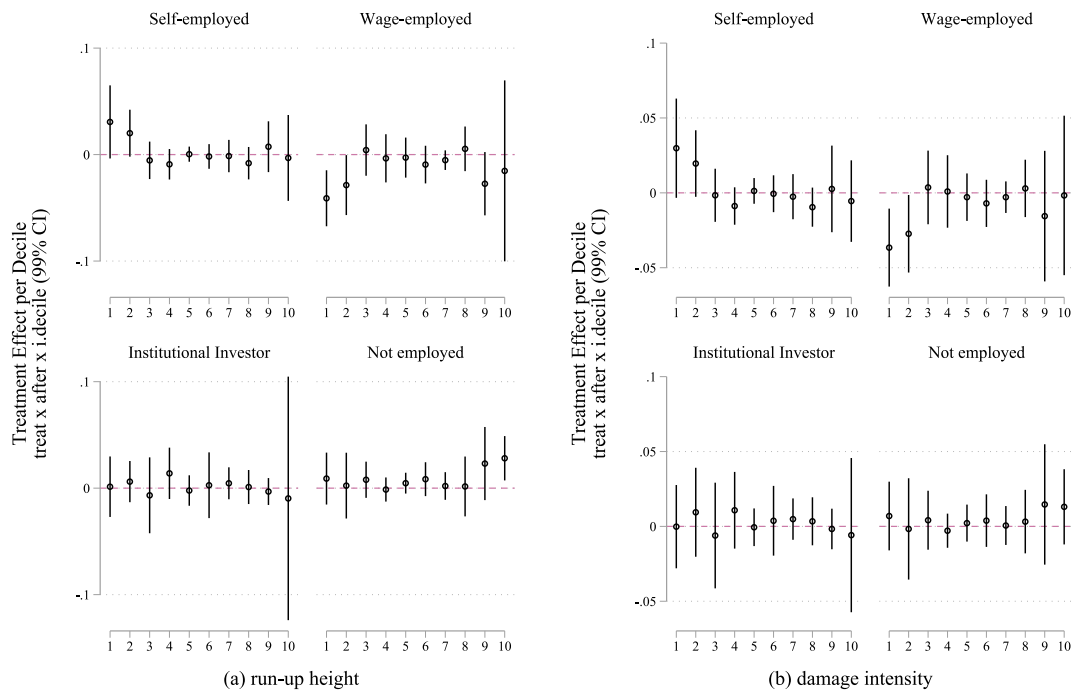 Self-employed
Wage-employed
.1
0
-.1
1 2 3 4 5 6 7 8 9 10
1 2 3 4 5 6 7 8 9 10
Institutional Investor
Not employed
.1
0
-.1
1 2 3 4 5 6 7 8 9 10
1 2 3 4 5 6 7 8 9 10
Treatment Effect per Decile
treat x after x i.decile (99% CI)
(a) run-up height
Self-employed
Wage-employed
.1
.05
0
-.05
1 2 3 4 5 6 7 8 9 10
1 2 3 4 5 6 7 8 9 10
Institutional Investor
Not employed
.1
.05
0
-.05
1 2 3 4 5 6 7 8 9 10
1 2 3 4 5 6 7 8 9 10
Treatment Effect per Decile
treat x after x i.decile (99% CI)
(b) damage intensity